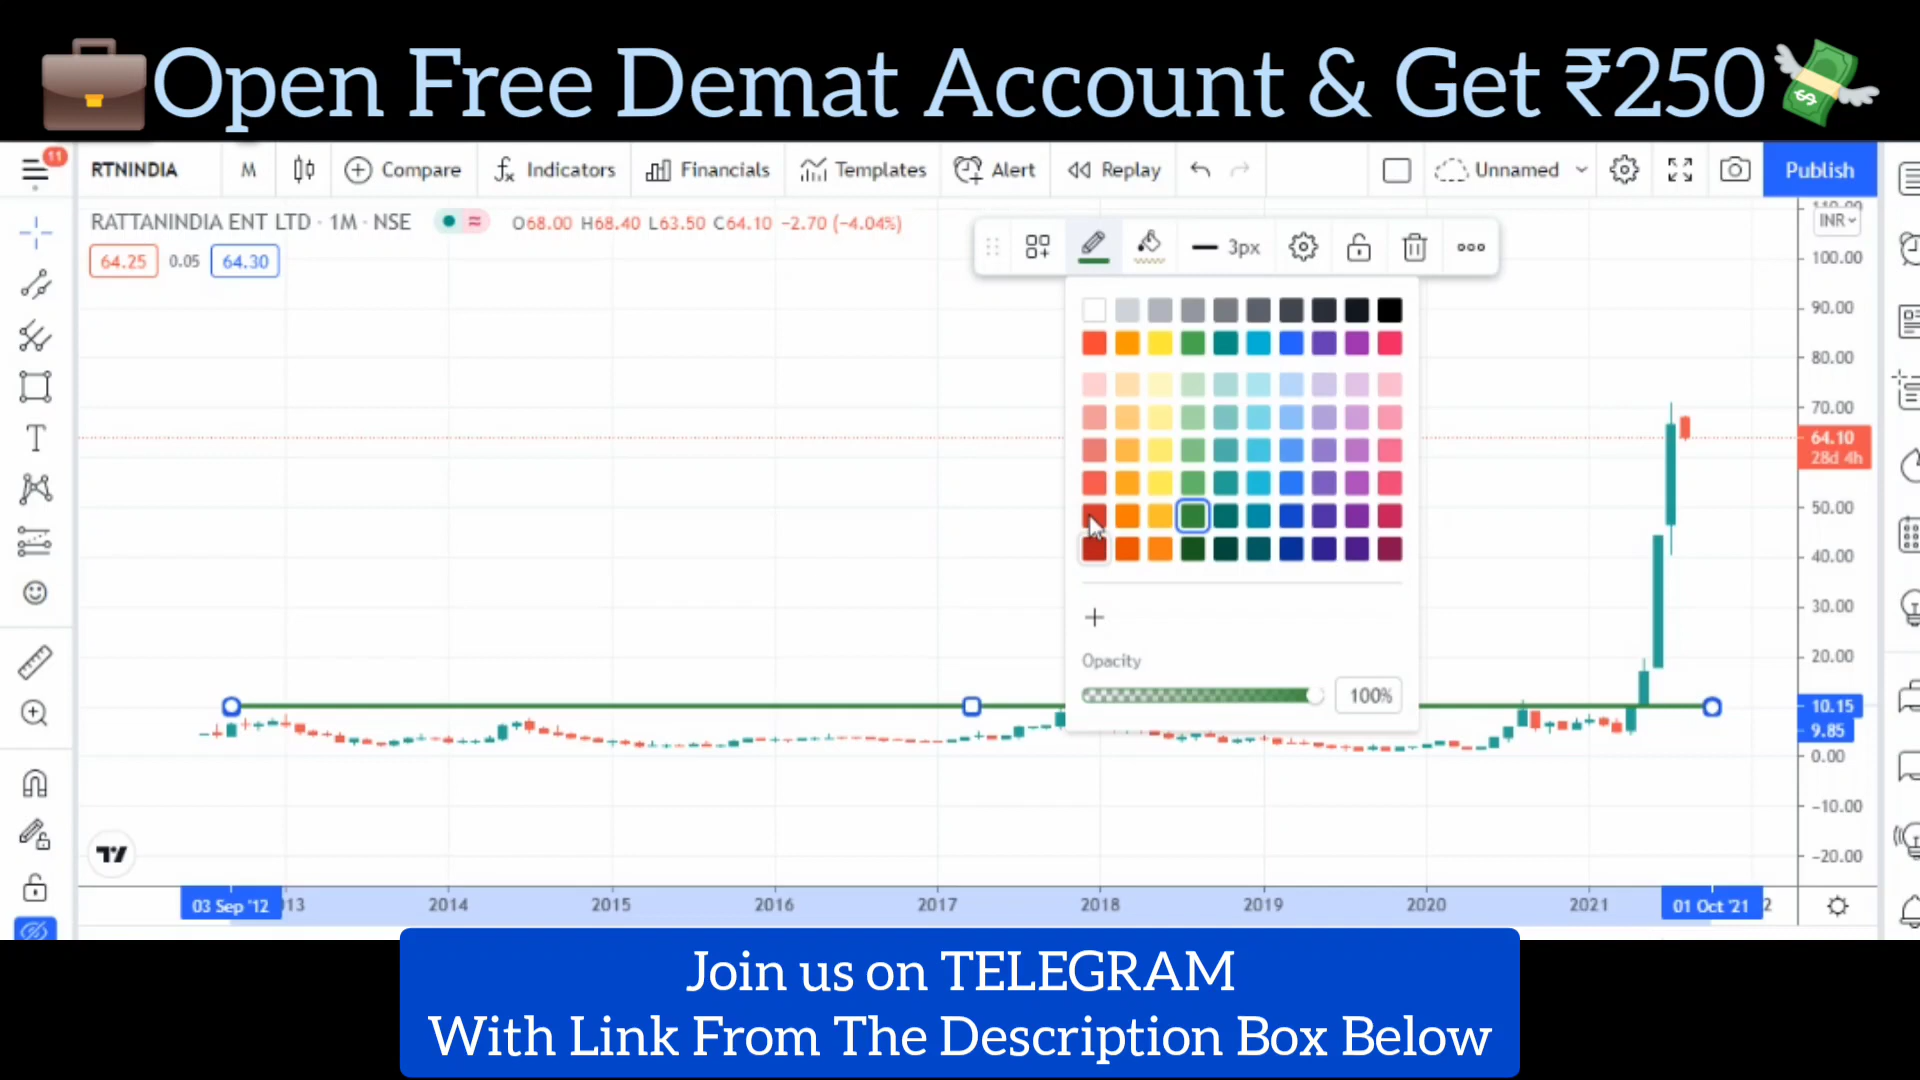 Open Free Demat Account & Get ₹250
11
RTNINDIA M Compare Indicators Financials Templates Alert Replay Unnamed Publish
RATTANINDIA ENT LTD · 1M · NSE O68.00 H68.40 L63.50 C64.10 −2.70 (−4.04%)
64.25 0.05 64.30
3px
INR
100.00
90.00
80.00
70.00
64.10
28d 4h
50.00
40.00
30.00
20.00
10.15
9.85
0.00
−10.00
−20.00
Opacity
100%
03 Sep '12 13 2014 2015 2016 2017 2018 2019 2020 2021 01 Oct '21 2
Join us on TELEGRAM
With Link From The Description Box Below